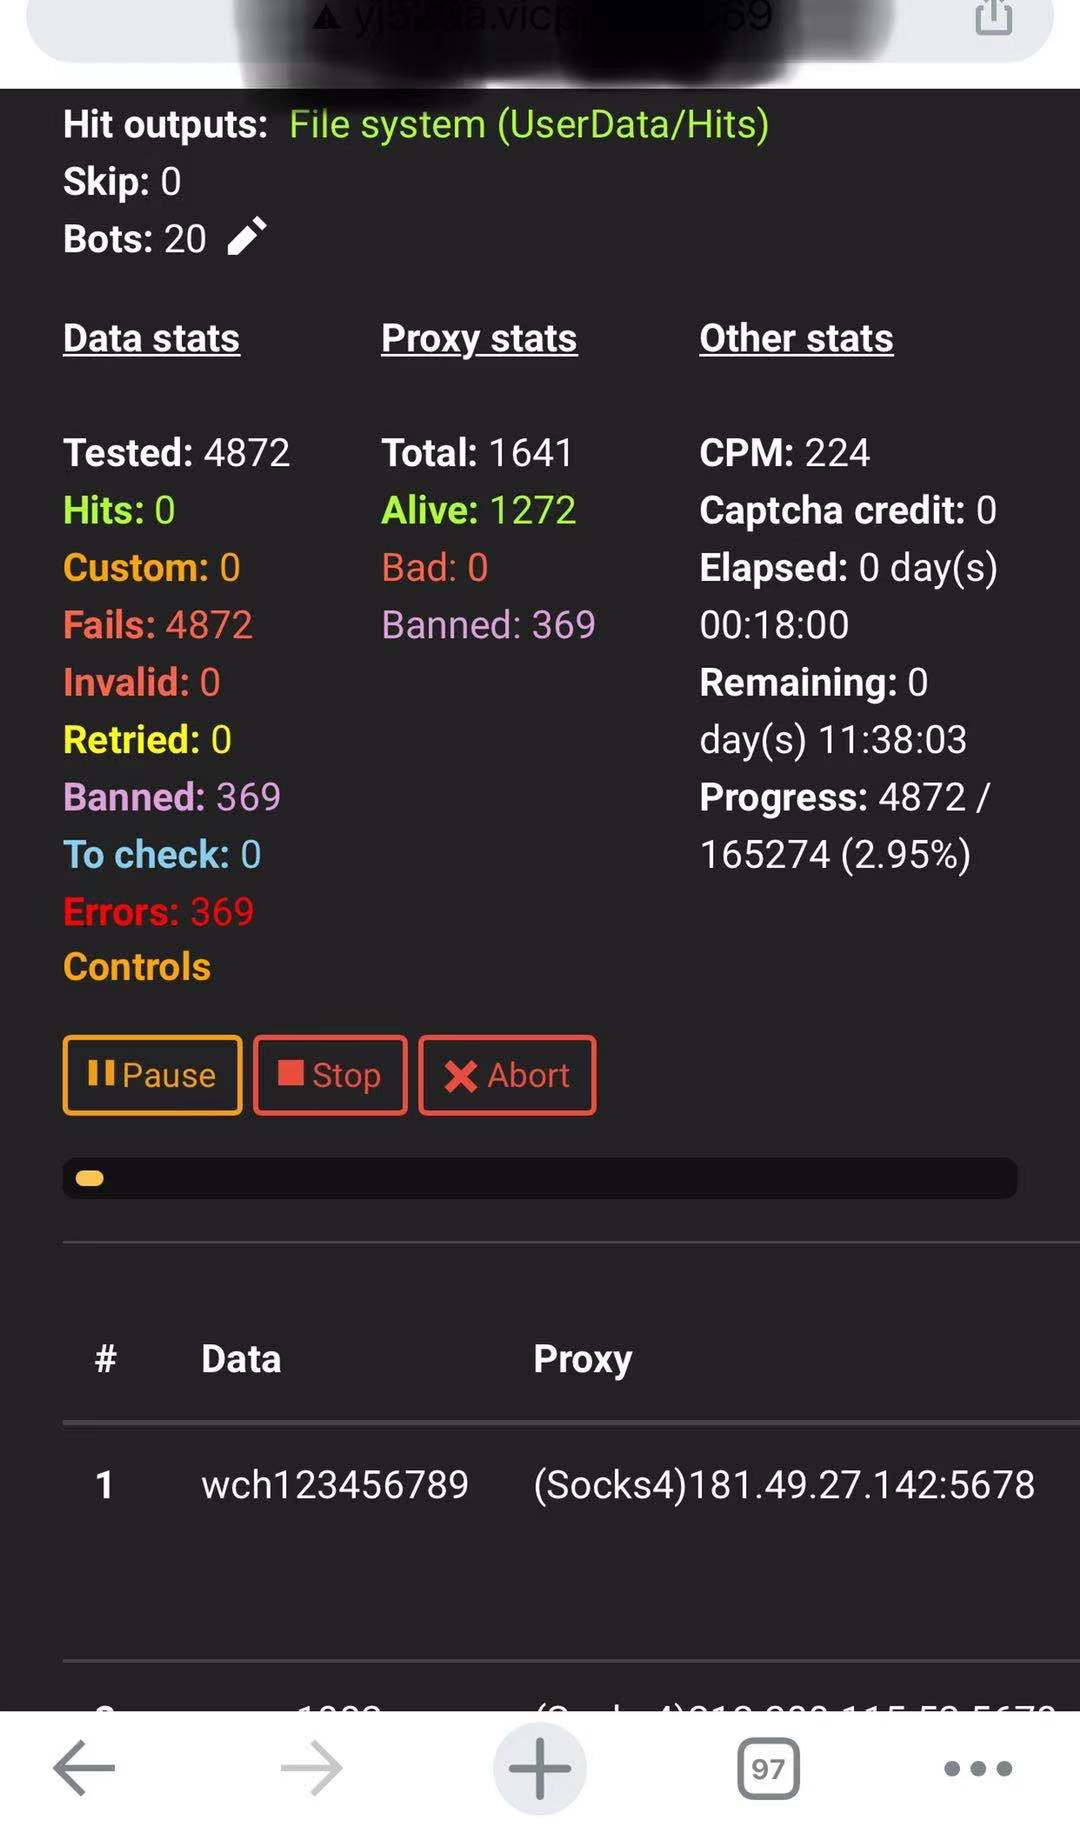 Hit outputs: File system (UserData/Hits)
Skip: 0
Bots: 20
Data stats
Proxy stats
Other stats
Tested: 4872
Total: 1641
CPM: 224
Hits: 0
Alive: 1272
Captcha credit: 0
Custom: 0
Bad: 0
Elapsed: 0 day(s)
Fails: 4872
Banned: 369
00:18:00
Invalid: 0
Remaining: 0
Retried: 0
day(s) 11:38:03
Banned: 369
Progress: 4872 /
To check: 0
165274 (2.95%)
Errors: 369
Controls
Pause
Stop
Abort
# Data Proxy
1 wch123456789 (Socks4)181.49.27.142:5678
97